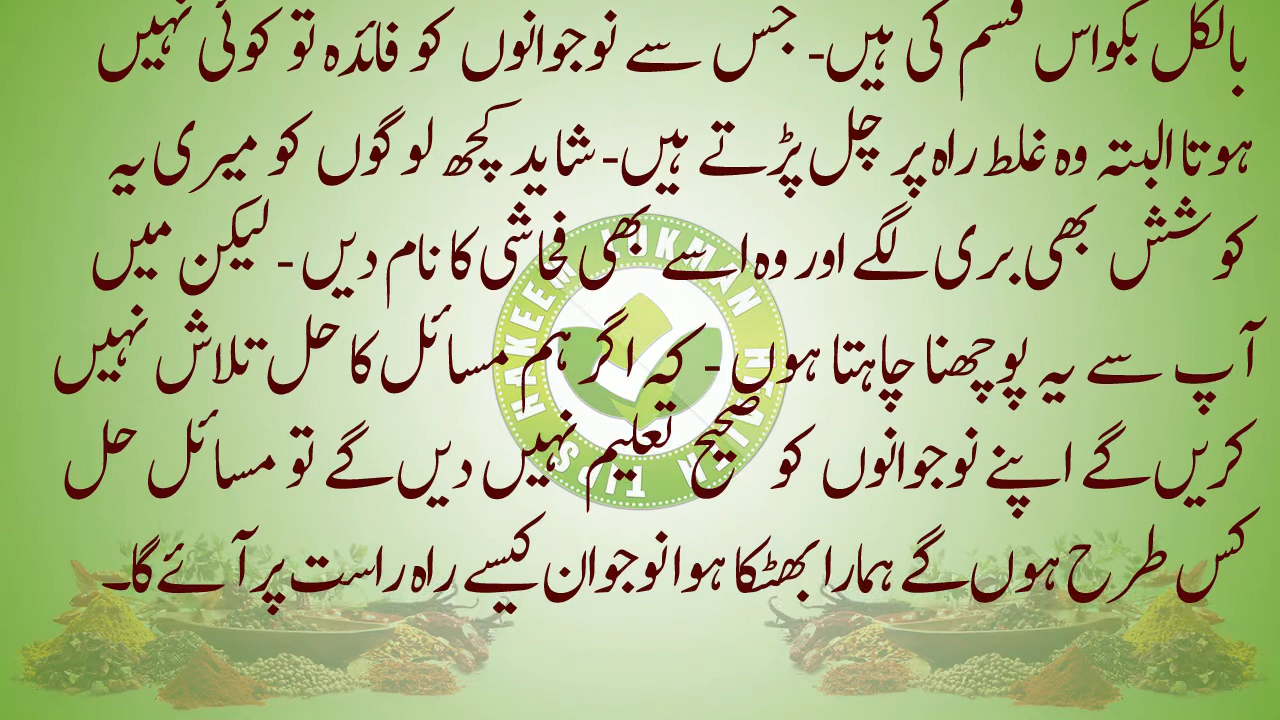 بالکل بکواس قسم کی ہیں- جس سے نوجوانوں کو فائدہ تو کوئی نہیں
ہوتا البتہ وہ غلط راہ پر چل پڑتے ہیں- شاید کچھ لوگوں کو میری یہ
کوشش بھی بری لگے اور وہ اسے بھی فحاشی کا نام دیں - لیکن میں
آپ سے یہ پوچھنا چاہتا ہوں - کہ اگر ہم مسائل کا حل تلاش نہیں
کریں گے اپنے نوجوانوں کو صحیح تعلیم نہیں دیں گے تو مسائل حل
کس طرح ہوں گے ہمارا بھٹکا ہوا نوجوان کیسے راہ راست پر آئے گا۔
HAKEEM LUKMAN HEALTH TIPS